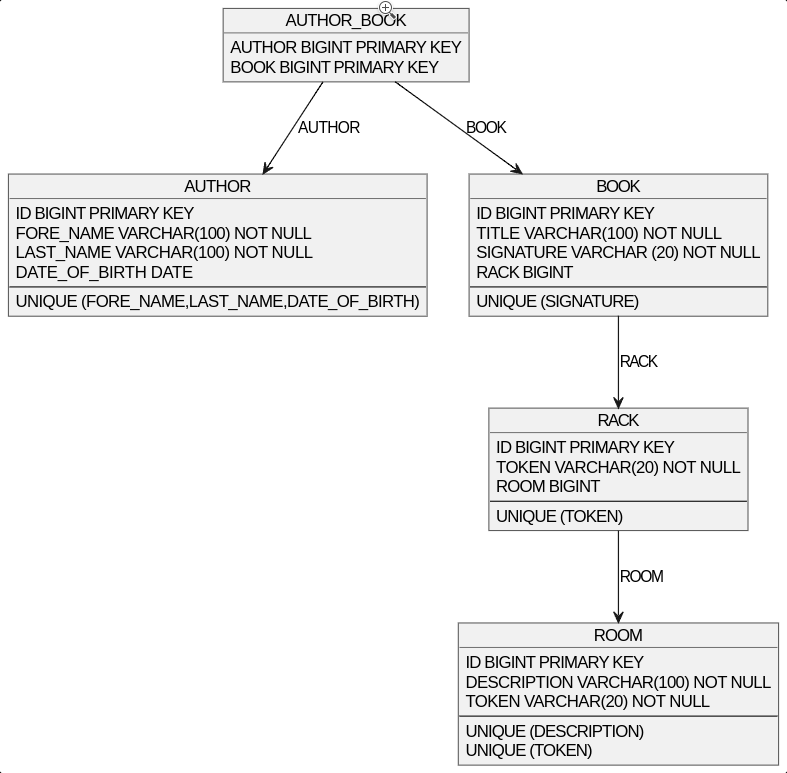 AUTHOR_BOOK
AUTHOR BIGINT PRIMARY KEY
BOOK BIGINT PRIMARY KEY
AUTHOR
BOOK
AUTHOR
ID BIGINT PRIMARY KEY
FORE_NAME VARCHAR(100) NOT NULL
LAST_NAME VARCHAR(100) NOT NULL
DATE_OF_BIRTH DATE
UNIQUE (FORE_NAME,LAST_NAME,DATE_OF_BIRTH)
BOOK
ID BIGINT PRIMARY KEY
TITLE VARCHAR(100) NOT NULL
SIGNATURE VARCHAR (20) NOT NULL
RACK BIGINT
UNIQUE (SIGNATURE)
RACK
RACK
ID BIGINT PRIMARY KEY
TOKEN VARCHAR(20) NOT NULL
ROOM BIGINT
UNIQUE (TOKEN)
ROOM
ROOM
ID BIGINT PRIMARY KEY
DESCRIPTION VARCHAR(100) NOT NULL
TOKEN VARCHAR(20) NOT NULL
UNIQUE (DESCRIPTION)
UNIQUE (TOKEN)